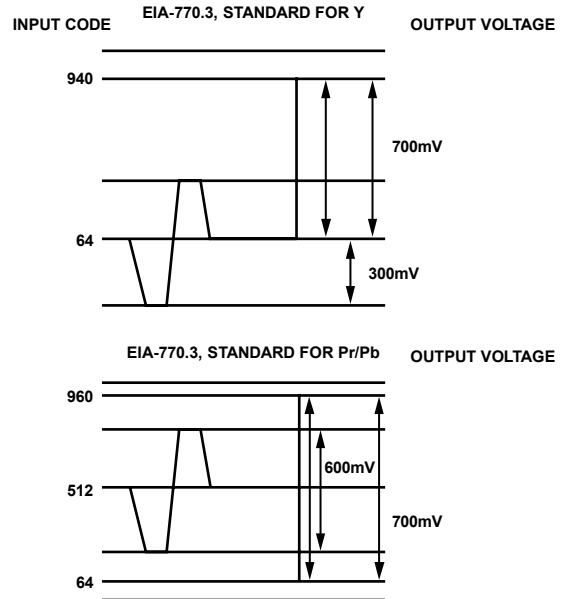 EIA-770.3, STANDARD FOR Y
INPUT CODE
OUTPUT VOLTAGE
940
700mV
64
300mV
EIA-770.3, STANDARD FOR Pr/Pb
OUTPUT VOLTAGE
960
600mV
512
700mV
64